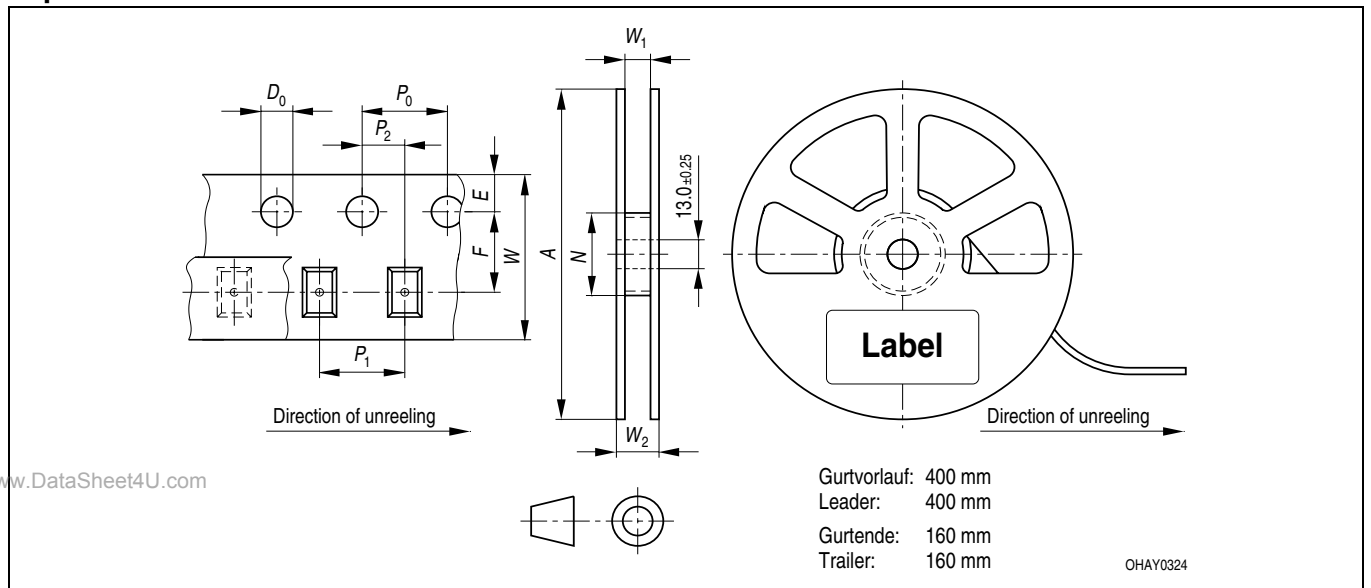 W1
D0
P0
P2
E
13.0±0.25
F
W
A
N
Label
P1
Direction of unreeling
W2
Direction of unreeling
Gurtvorlauf: 400 mm
Leader: 400 mm
Gurtende: 160 mm
Trailer: 160 mm
OHAY0324
w.DataSheet4U.com